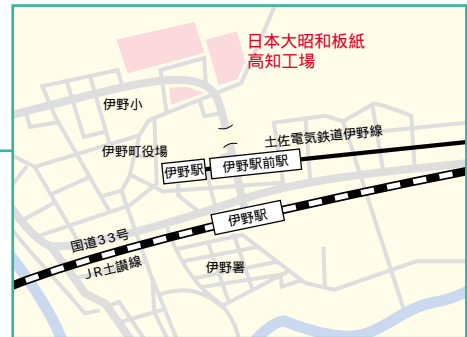 日本大昭和板紙
高知工場
伊野小
土佐電気鉄道伊野線
伊野町役場
伊野駅
伊野駅前駅
伊野駅
国道33号
JR土讃線
伊野署